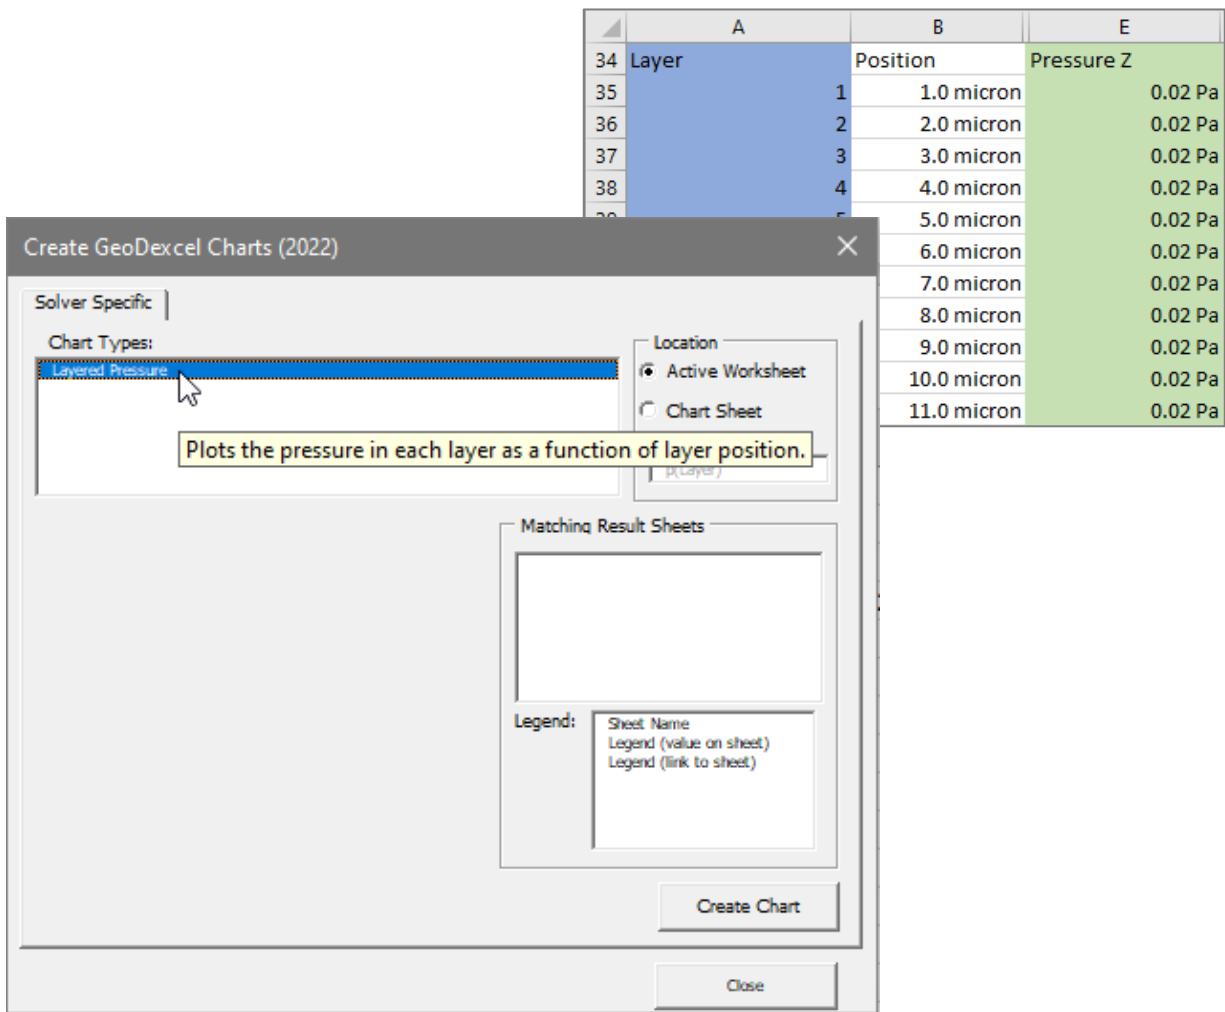 A B E
34 Layer Position Pressure Z
35 1 1.0 micron 0.02 Pa
36 2 2.0 micron 0.02 Pa
37 3 3.0 micron 0.02 Pa
38 4 4.0 micron 0.02 Pa
39 5 5.0 micron 0.02 Pa
6.0 micron 0.02 Pa
7.0 micron 0.02 Pa
8.0 micron 0.02 Pa
9.0 micron 0.02 Pa
10.0 micron 0.02 Pa
11.0 micron 0.02 Pa
Create GeoDexcel Charts (2022)
Solver Specific
Chart Types:
Layered Pressure
Plots the pressure in each layer as a function of layer position.
Location
Active Worksheet
Chart Sheet
p(Layer)
Matching Result Sheets
Legend:
Sheet Name
Legend (value on sheet)
Legend (link to sheet)
Create Chart
Close